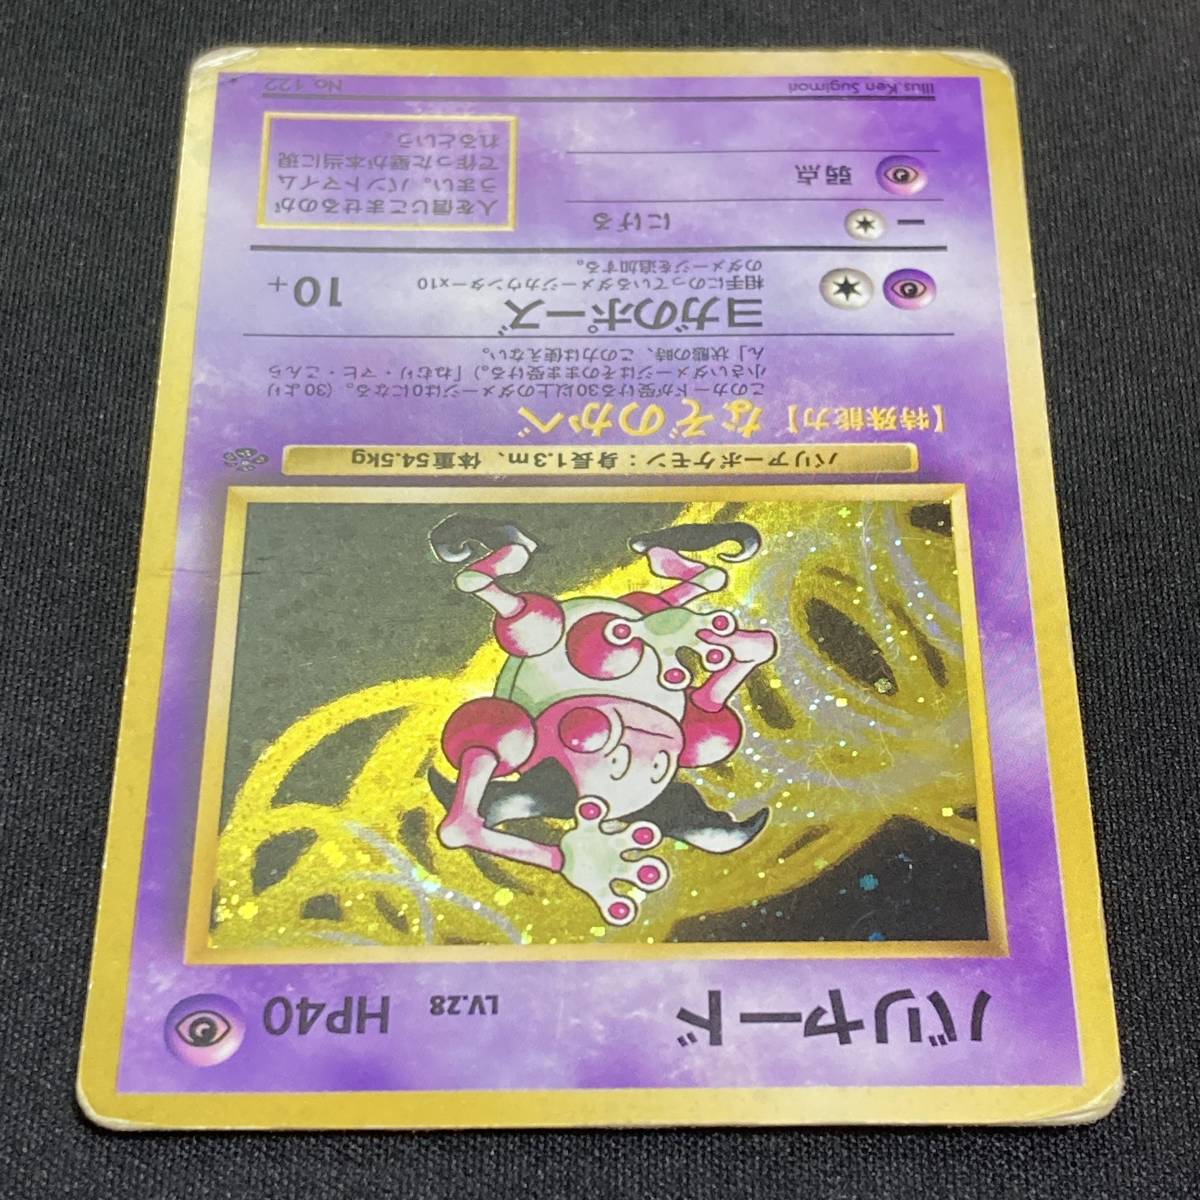 バリヤード LV.28 HP40
バリアーポケモン：身長1.3m、体重54.5kg
【特殊能力】なぞのかべ
このカードが受ける30以上のダメージは0になる。（30より
小さいダメージはそのまま受ける。）「ねむり・マヒ・こんら
ん」状態の時、この力は使えない。
ヨガのポーズ 10+
相手にのっているダメージカウンター×10
のダメージを追加する。
にげる
弱点
人を信じこませるのが
うまい。パントマイム
で作った壁が本当に現
れるという。
Illus.Ken Sugimori No.122